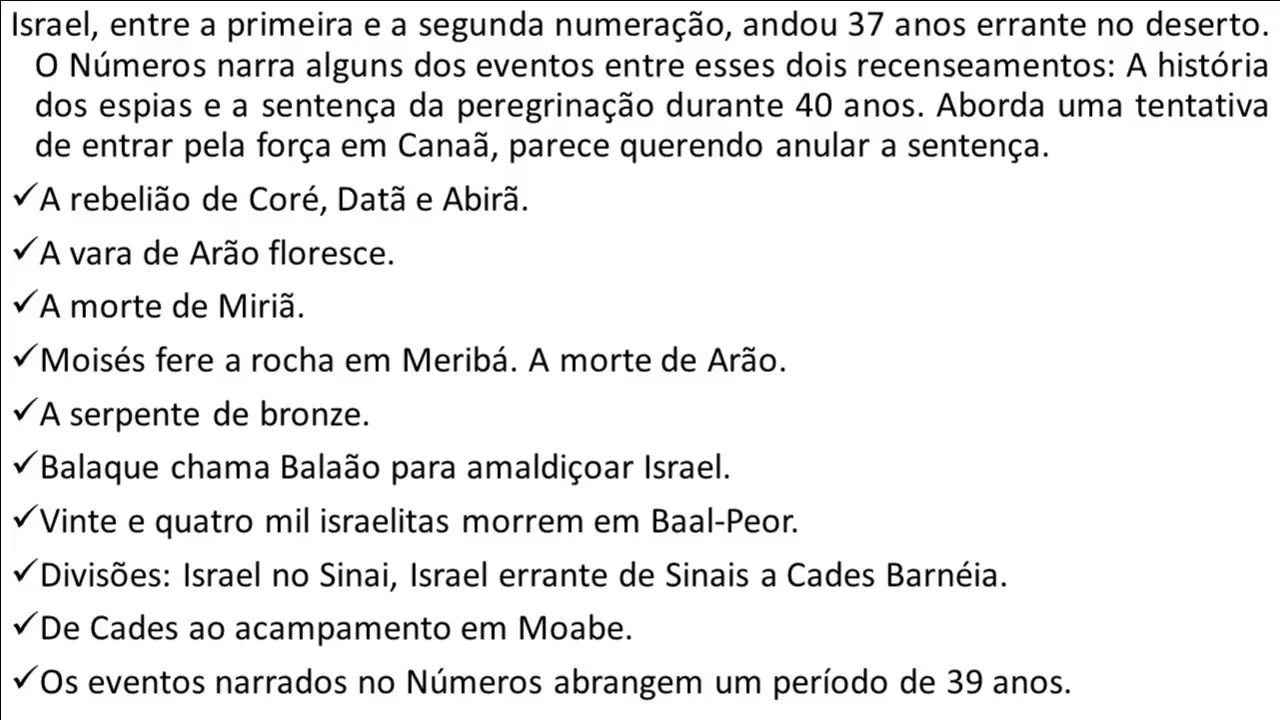 Israel, entre a primeira e a segunda numeração, andou 37 anos errante no deserto.
O Números narra alguns dos eventos entre esses dois recenseamentos: A história
dos espias e a sentença da peregrinação durante 40 anos. Aborda uma tentativa
de entrar pela força em Canaã, parece querendo anular a sentença.
✓A rebelião de Coré, Datã e Abirã.
✓A vara de Arão floresce.
✓A morte de Miriã.
✓Moisés fere a rocha em Meribá. A morte de Arão.
✓A serpente de bronze.
✓Balaque chama Balaão para amaldiçoar Israel.
✓Vinte e quatro mil israelitas morrem em Baal-Peor.
✓Divisões: Israel no Sinai, Israel errante de Sinais a Cades Barnéia.
✓De Cades ao acampamento em Moabe.
✓Os eventos narrados no Números abrangem um período de 39 anos.